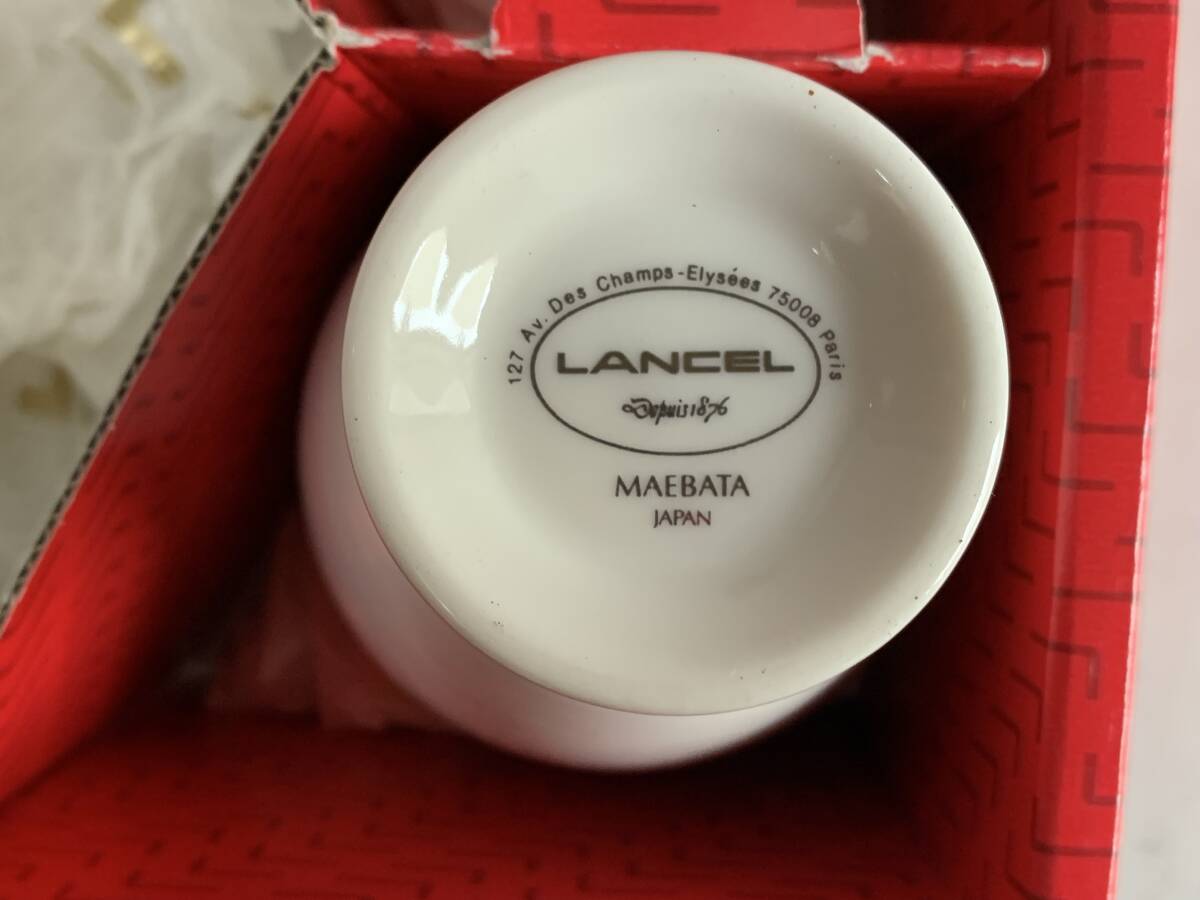 127 Av. Des Champs-Elysées 75008 Paris
LANCEL
Depuis 1876
MAEBATA
JAPAN